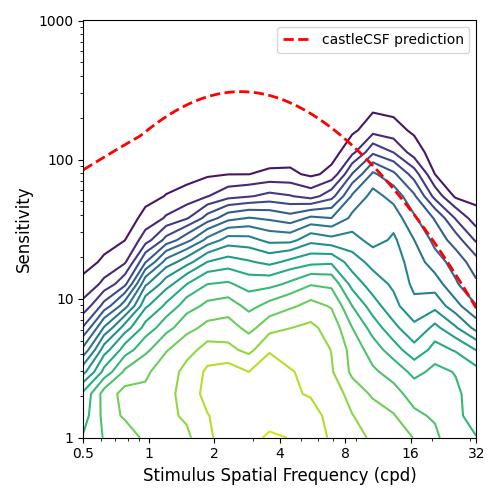 1000
castleCSF prediction
100
Sensitivity
10
1
0.5 1 2 4 8 16 32
Stimulus Spatial Frequency (cpd)